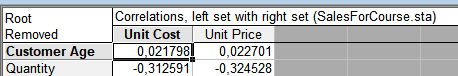 Root Correlations, left set with right set (SalesForCourse.sta)
Removed Unit Cost Unit Price
Customer Age 0,021798 0,022701
Quantity -0,312591 -0,324528